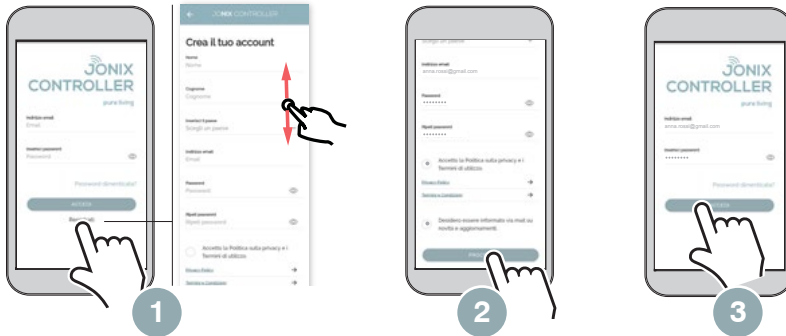 JONIX
CONTROLLER
pure living
Indirizzo email
Email
Inserisci password
Password
Password dimenticata?
ACCEDI
1
JONIX CONTROLLER
Crea il tuo account
Nome
Nome
Cognome
Cognome
Inserisci il paese
Scegli un paese
Indirizzo email
Email
Password
Password
Ripeti password
Ripeti password
Accetto la Politica sulla privacy e i
Termini di utilizzo.
Privacy Policy
Termini e Condizioni
Scegli un paese
Indirizzo email
anna.rossi@gmail.com
Password
Ripeti password
Accetto la Politica sulla privacy e i
Termini di utilizzo.
Privacy Policy
Termini e Condizioni
Desidero essere informato via mail su
novità e aggiornamenti.
2
JONIX
CONTROLLER
pure living
Indirizzo email
anna.rossi@gmail.com
Inserisci password
Password dimenticata?
ACCEDI
3